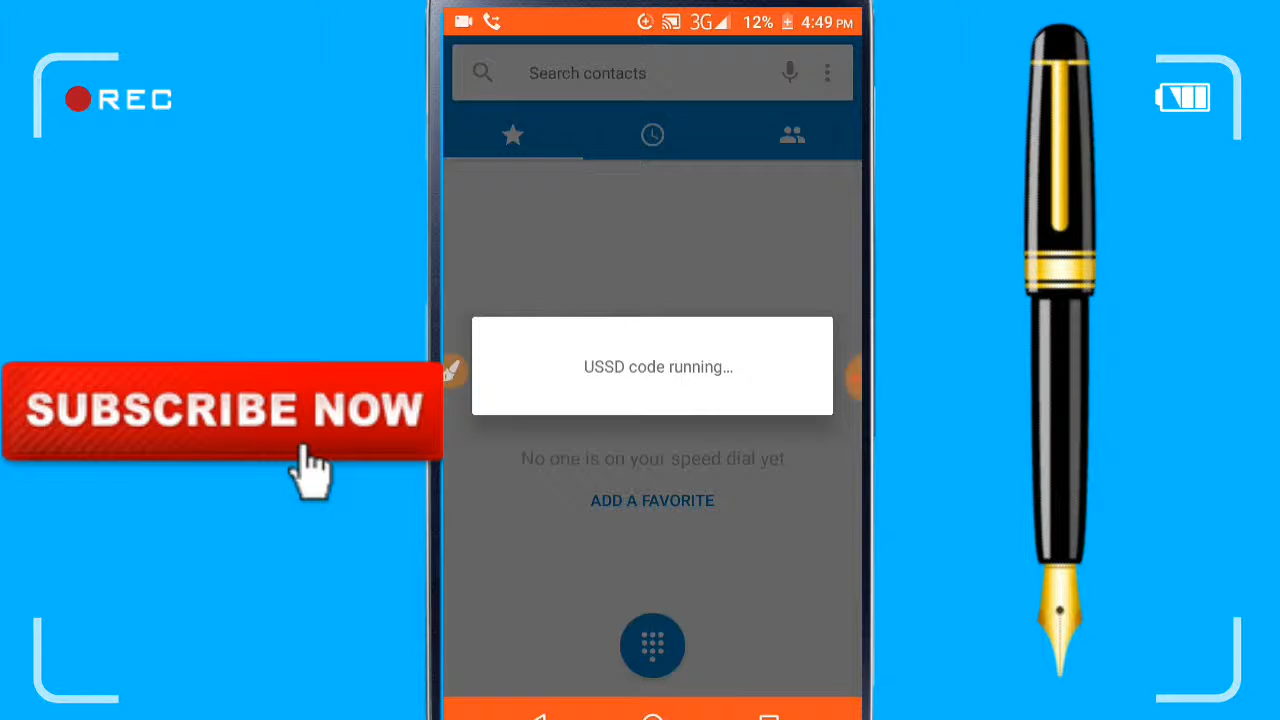 3G 12% 4:49 PM
Search contacts
REC
USSD code running...
SUBSCRIBE NOW
No one is on your speed dial yet
ADD A FAVORITE